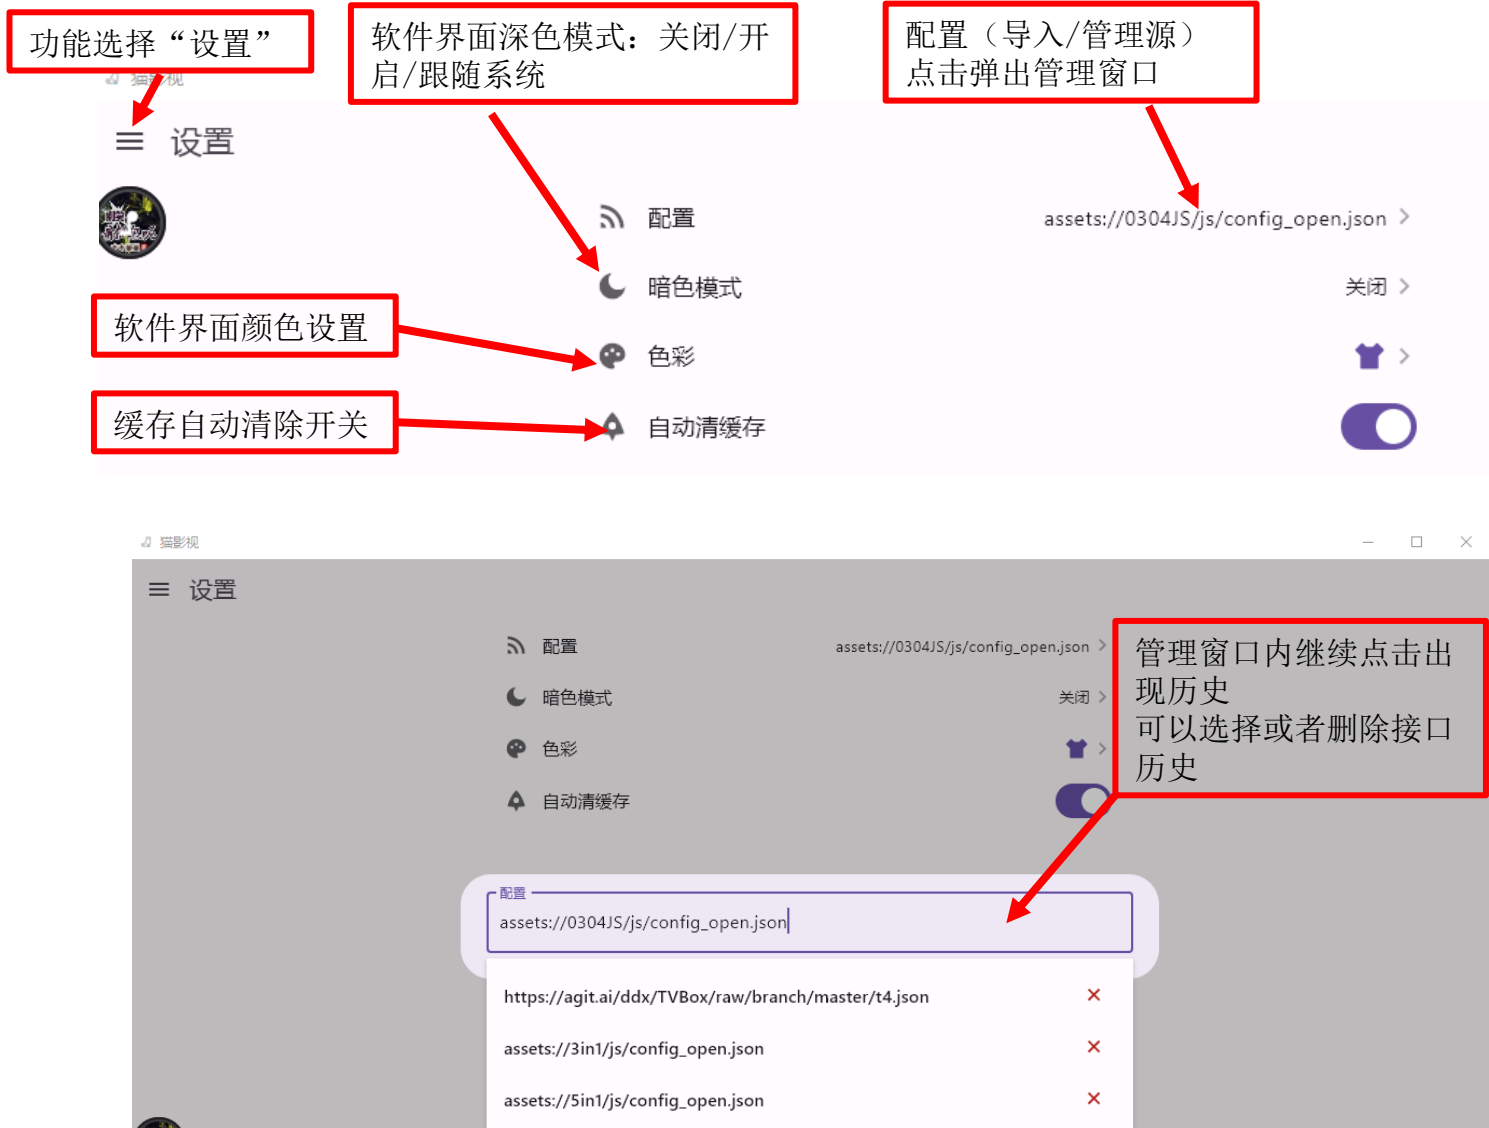 功能选择“设置”
软件界面深色模式：关闭/开
启/跟随系统
配置（导入/管理源）
点击弹出管理窗口
猫影视
设置
配置
assets://0304JS/js/config_open.json
暗色模式
关闭
软件界面颜色设置
色彩
缓存自动清除开关
自动清缓存
猫影视
设置
配置
assets://0304JS/js/config_open.json
暗色模式
关闭
色彩
自动清缓存
管理窗口内继续点击出
现历史
可以选择或者删除接口
历史
配置
assets://0304JS/js/config_open.json
https://agit.ai/ddx/TVBox/raw/branch/master/t4.json
assets://3in1/js/config_open.json
assets://5in1/js/config_open.json